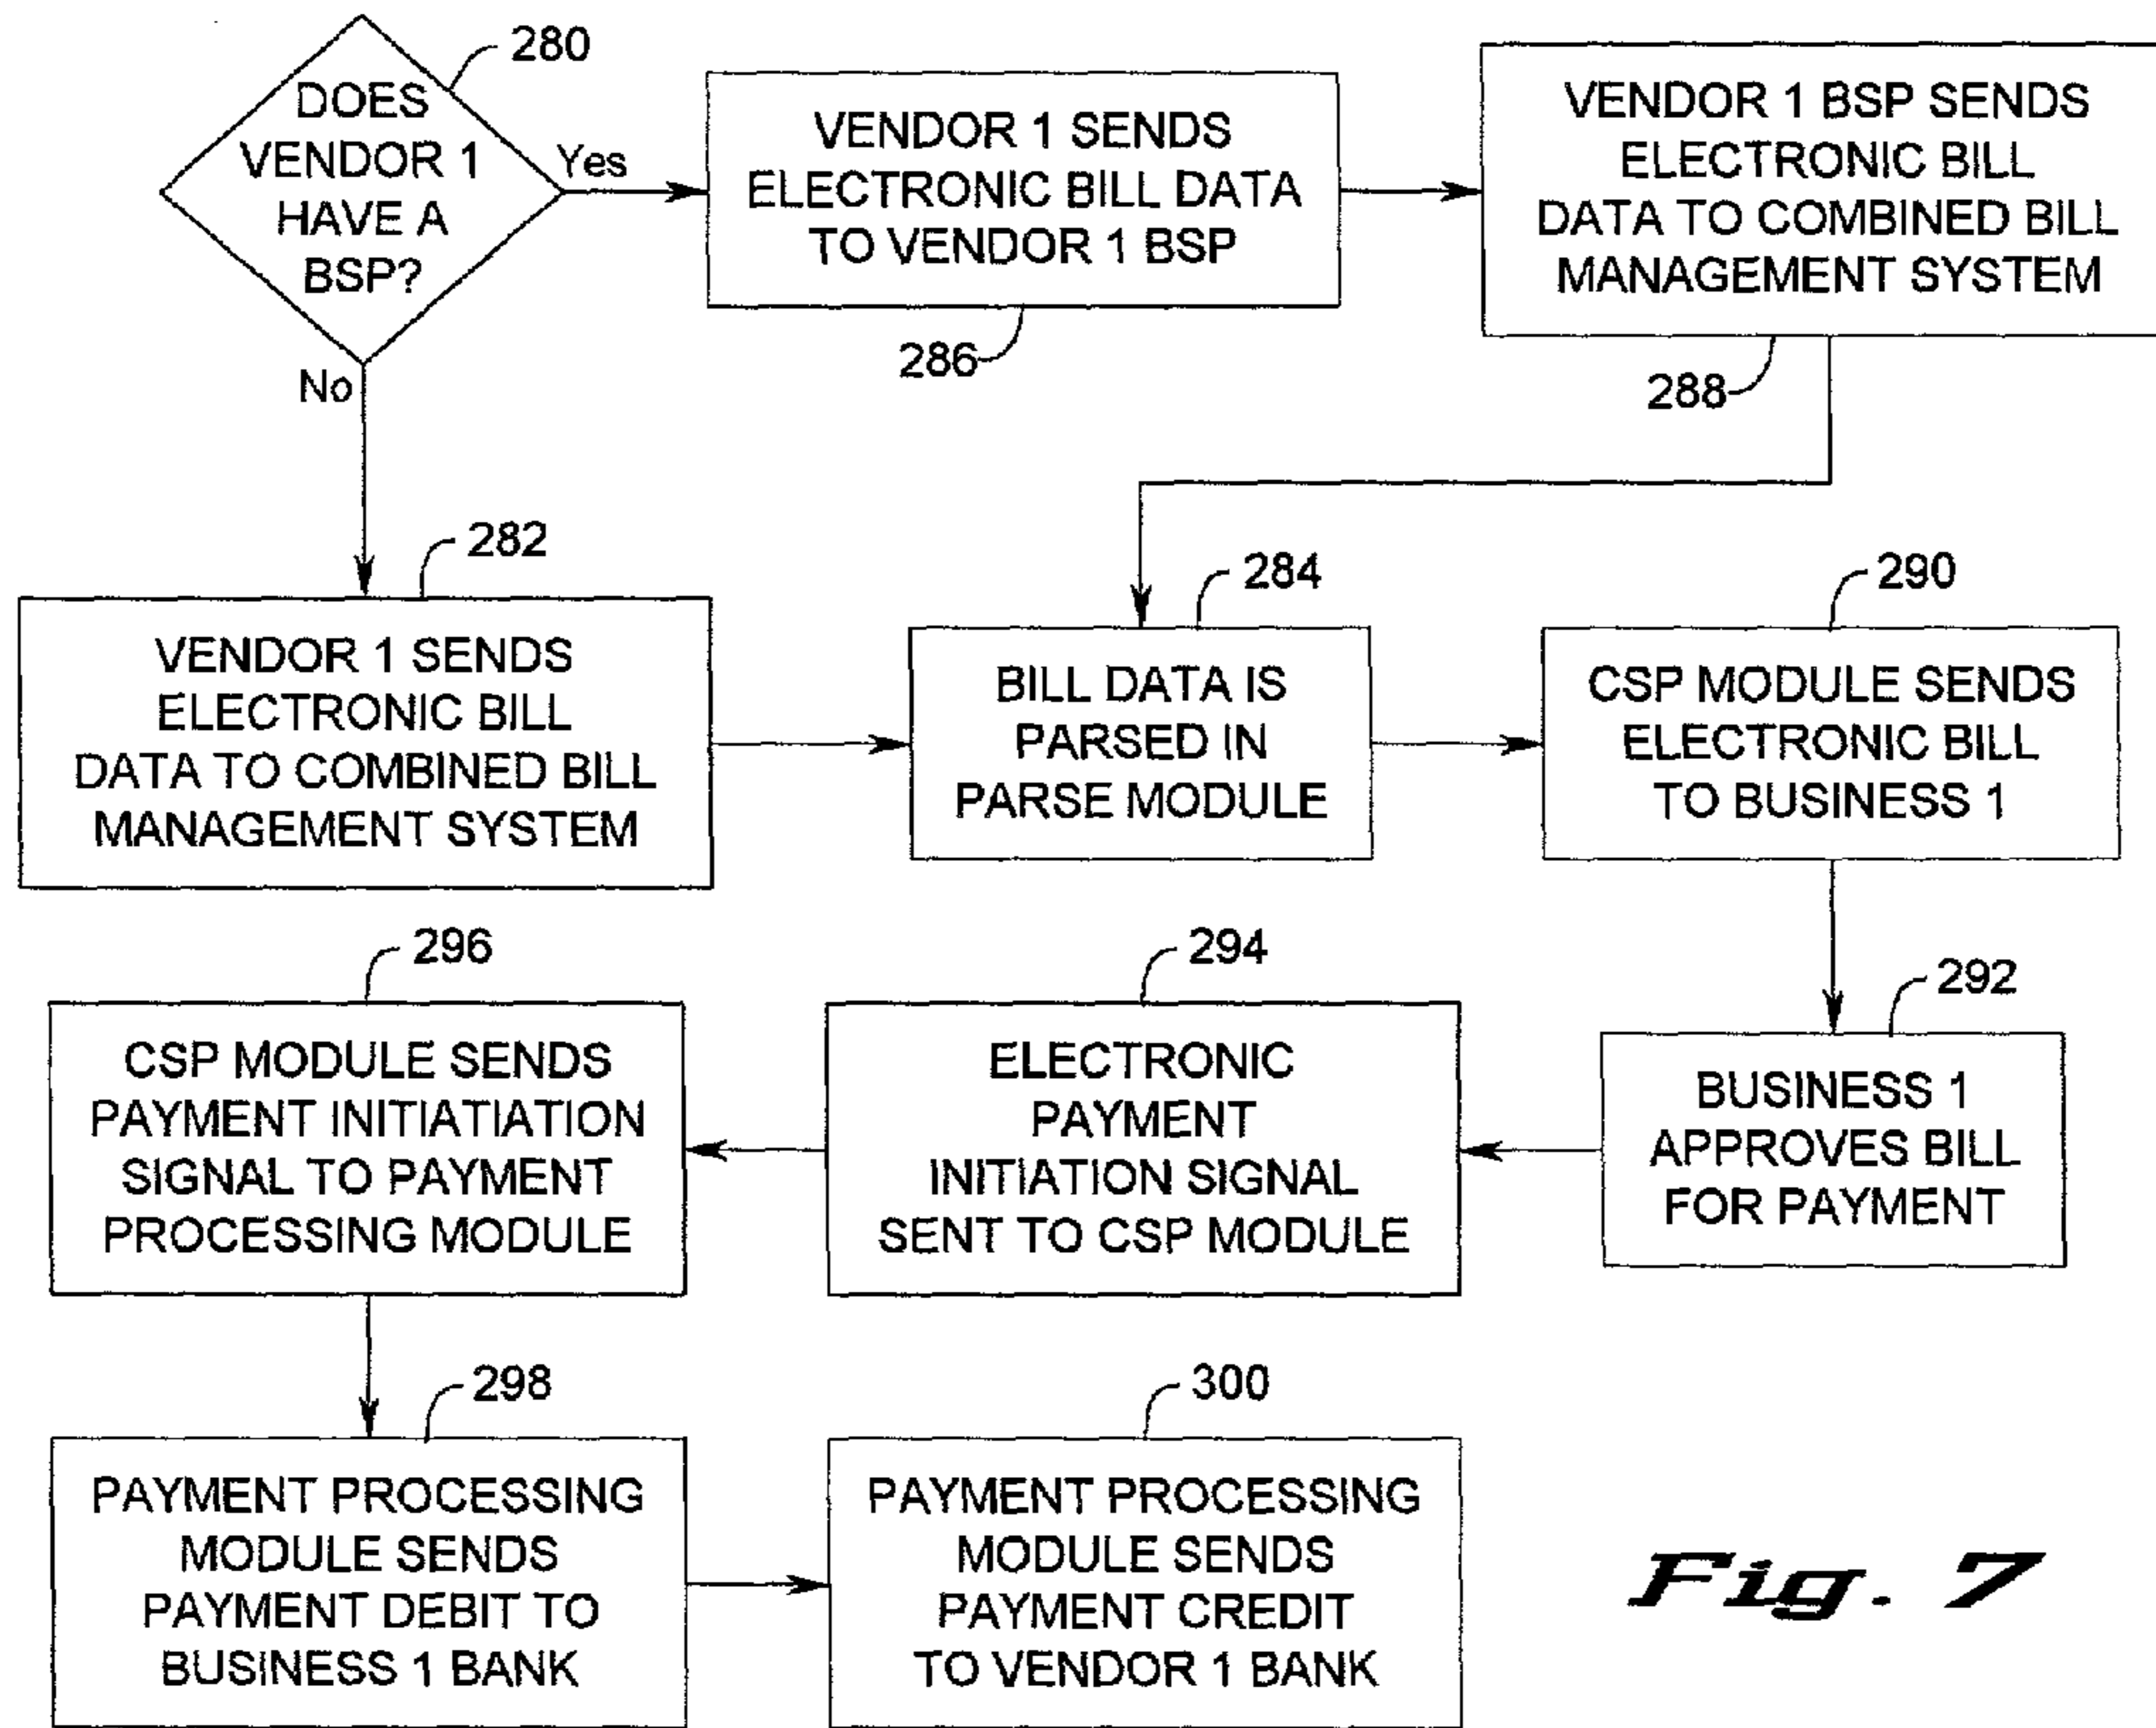 280
DOES
VENDOR 1
HAVE A
BSP?
Yes
No
VENDOR 1 SENDS
ELECTRONIC BILL DATA
TO VENDOR 1 BSP
286
VENDOR 1 BSP SENDS
ELECTRONIC BILL
DATA TO COMBINED BILL
MANAGEMENT SYSTEM
288
282
VENDOR 1 SENDS
ELECTRONIC BILL
DATA TO COMBINED BILL
MANAGEMENT SYSTEM
284
BILL DATA IS
PARSED IN
PARSE MODULE
290
CSP MODULE SENDS
ELECTRONIC BILL
TO BUSINESS 1
292
BUSINESS 1
APPROVES BILL
FOR PAYMENT
294
ELECTRONIC
PAYMENT
INITIATION SIGNAL
SENT TO CSP MODULE
296
CSP MODULE SENDS
PAYMENT INITIATIATION
SIGNAL TO PAYMENT
PROCESSING MODULE
298
PAYMENT PROCESSING
MODULE SENDS
PAYMENT DEBIT TO
BUSINESS 1 BANK
300
PAYMENT PROCESSING
MODULE SENDS
PAYMENT CREDIT
TO VENDOR 1 BANK
Fig. 7